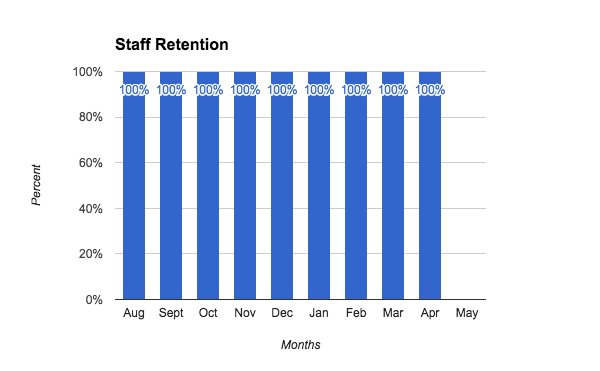 Staff Retention
100%
100% 100% 100% 100% 100% 100% 100% 100% 100%
80%
60%
Percent
40%
20%
0%
Aug Sept Oct Nov Dec Jan Feb Mar Apr May
Months